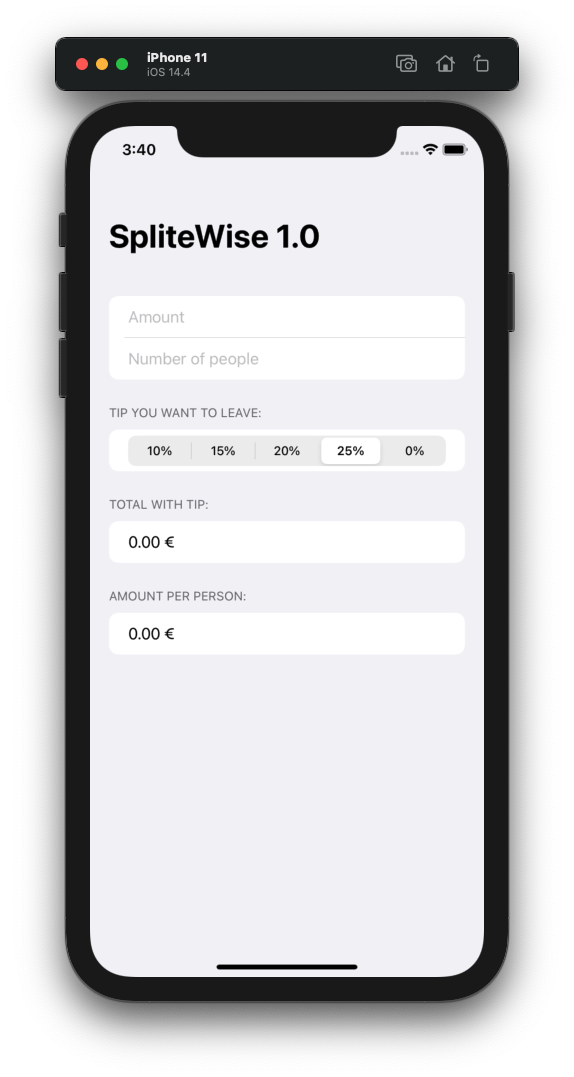 iPhone 11
iOS 14.4
3:40
SpliteWise 1.0
Amount
Number of people
TIP YOU WANT TO LEAVE:
10% 15% 20% 25% 0%
TOTAL WITH TIP:
0.00 €
AMOUNT PER PERSON:
0.00 €